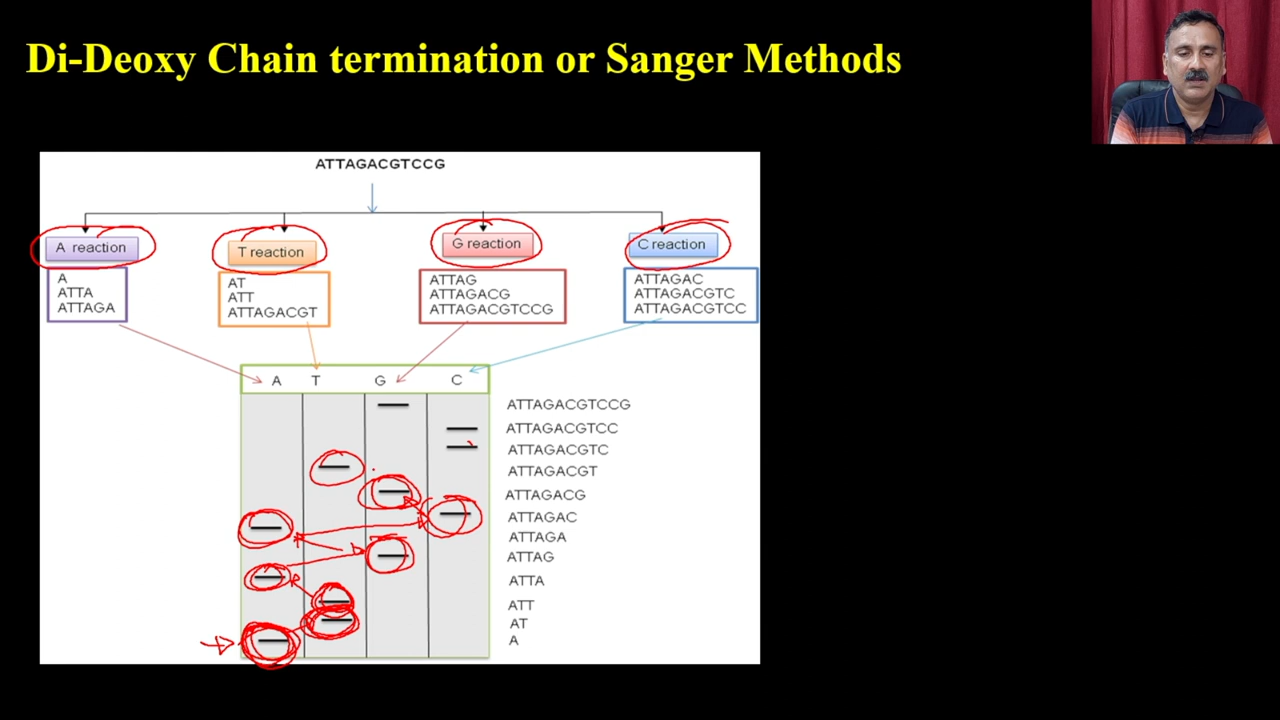 Di-Deoxy Chain termination or Sanger Methods
ATTAGACGTCCG
A reaction
T reaction
G reaction
C reaction
A
ATTA
ATTAGA
AT
ATT
ATTAGACGT
ATTAG
ATTAGACG
ATTAGACGTCCG
ATTAGAC
ATTAGACGTC
ATTAGACGTCC
A T G C
ATTAGACGTCCG
ATTAGACGTCC
ATTAGACGTC
ATTAGACGT
ATTAGACG
ATTAGAC
ATTAGA
ATTAG
ATTA
ATT
AT
A